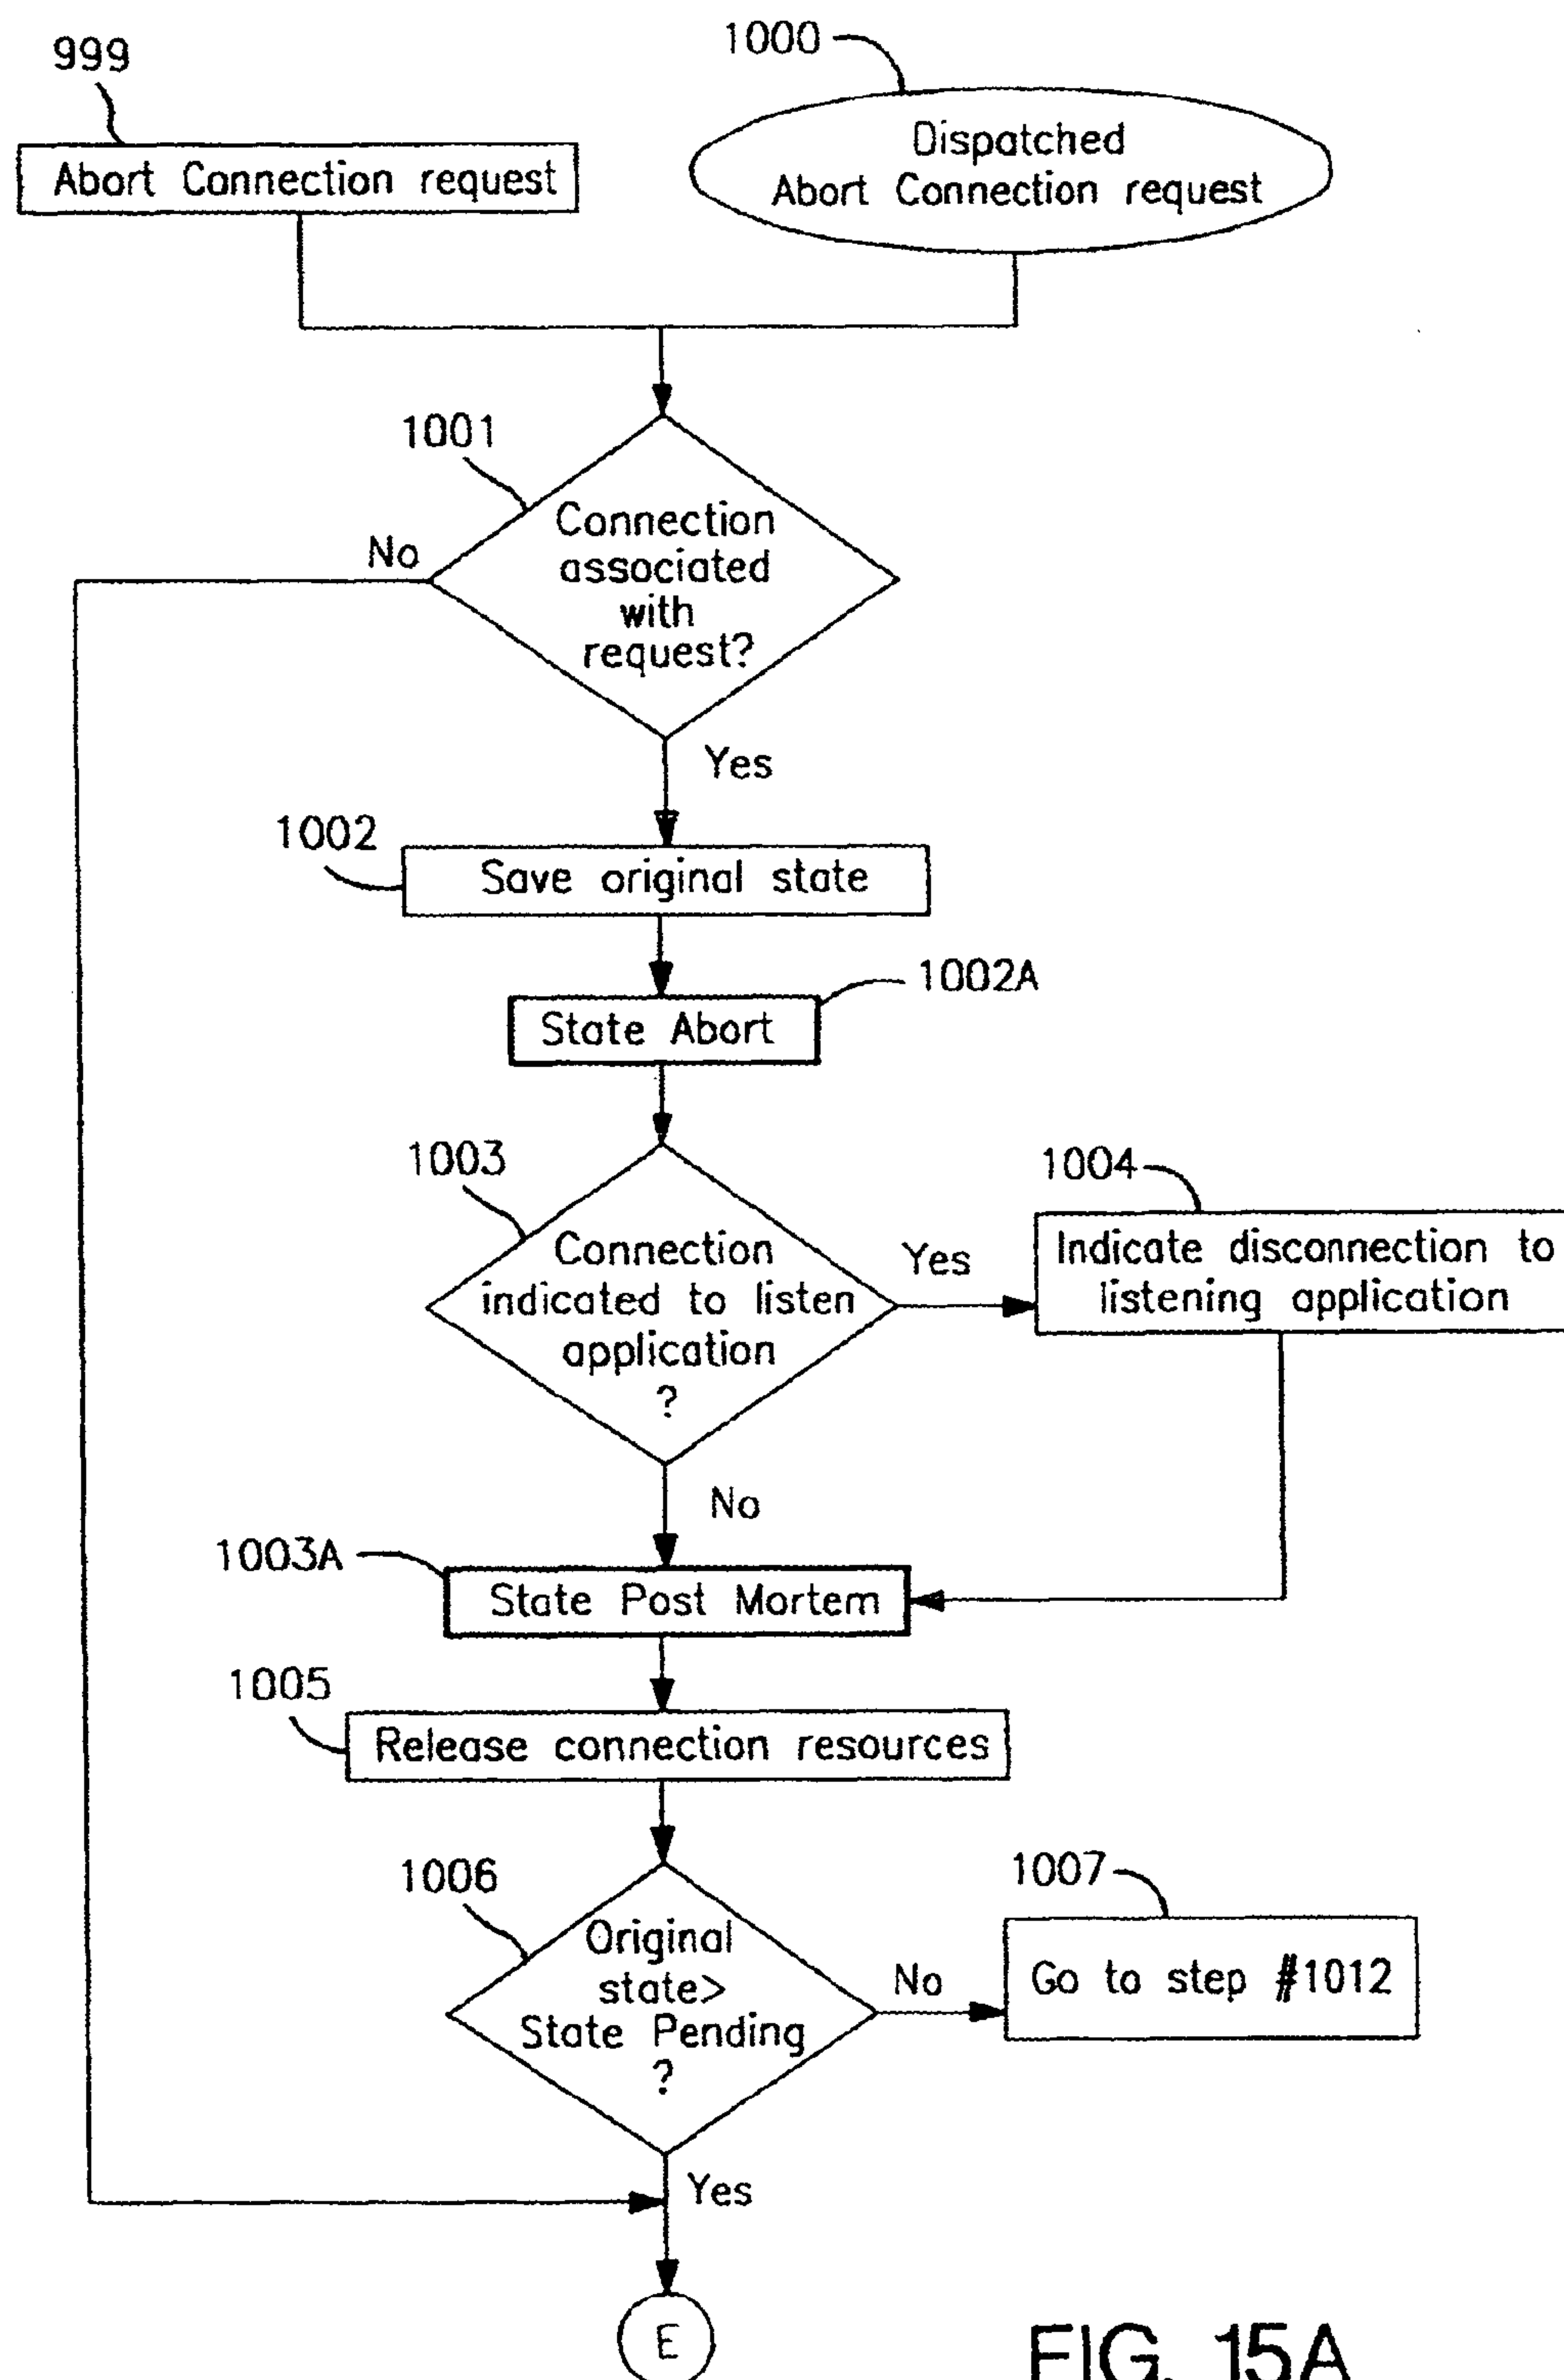 999
1000
Abort Connection request
Dispatched
Abort Connection request
1001
Connection
associated
with
request?
No
Yes
1002
Save original state
1002A
State Abort
1003
Connection
indicated to listen
application
?
Yes
1004
Indicate disconnection to
listening application
No
1003A
State Post Mortem
1005
Release connection resources
1006
Original
state>
State Pending
?
No
1007
Go to step #1012
Yes
E
FIG. 15A